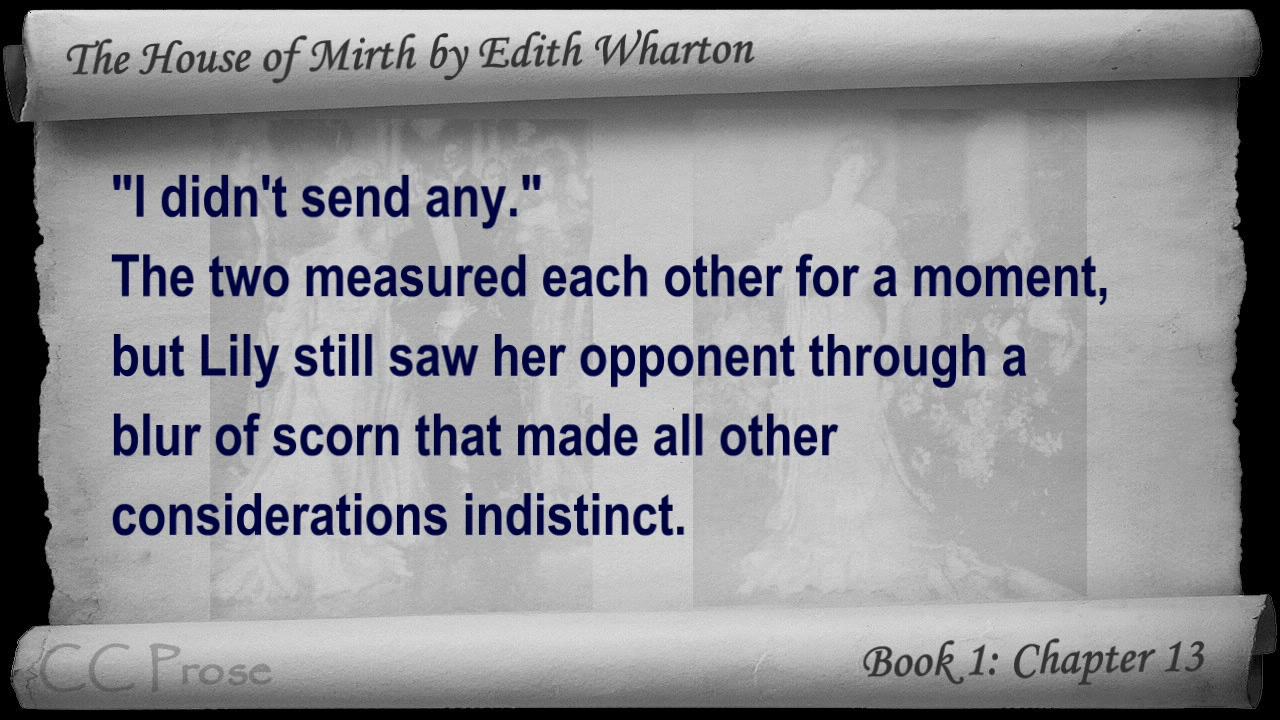 The House of Mirth by Edith Wharton
"I didn't send any."
The two measured each other for a moment,
but Lily still saw her opponent through a
blur of scorn that made all other
considerations indistinct.
CC Prose
Book 1: Chapter 13